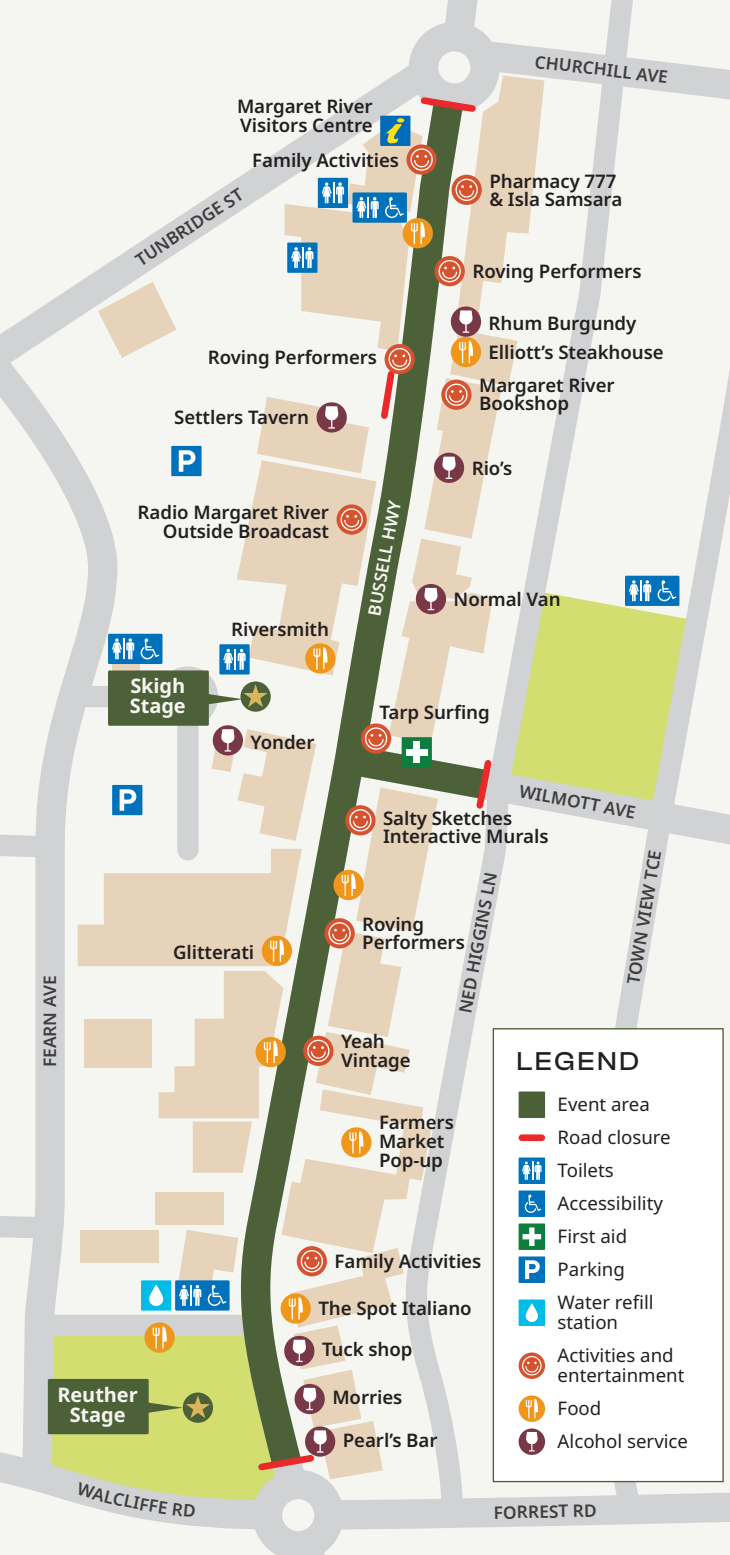 CHURCHILL AVE
Margaret River
Visitors Centre
i
Family Activities
Pharmacy 777
& Isla Samsara
TUNBRIDGE ST
Roving Performers
Rhum Burgundy
Elliott's Steakhouse
Roving Performers
Margaret River
Bookshop
Settlers Tavern
P
Rio's
Radio Margaret River
Outside Broadcast
BUSSELL HWY
Normal Van
Riversmith
Skigh
Stage
Tarp Surfing
Yonder
P
WILMOTT AVE
Salty Sketches
Interactive Murals
NED HIGGINS LN
TOWN VIEW TCE
Roving
Performers
Glitterati
FEARN AVE
Yeah
Vintage
Farmers
Market
Pop-up
Family Activities
The Spot Italiano
Tuck shop
Morries
Reuther
Stage
Pearl's Bar
WALCLIFFE RD
FORREST RD
LEGEND
Event area
Road closure
Toilets
Accessibility
First aid
P Parking
Water refill
station
Activities and
entertainment
Food
Alcohol service